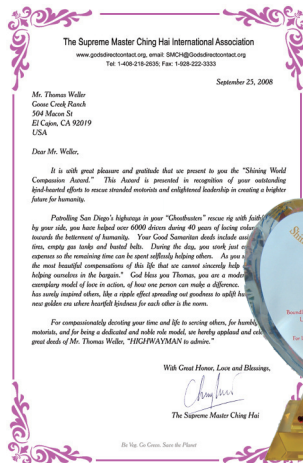 The Supreme Master Ching Hai International Association
www.godsdirectcontact.org, email: SMCH@Godsdirectcontact.org
Tel: 1-408-218-2635; Fax: 1-928-222-3333
September 25, 2008
Mr. Thomas Weller
Goose Creek Ranch
504 Macon St
El Cajon, CA 92019
USA
Dear Mr. Weller,
It is with great pleasure and gratitude that we present to you the “Shining World
Compassion Award.” This Award is presented in recognition of your outstanding
kind-hearted efforts to rescue stranded motorists and enlightened leadership in creating a brighter
future for humanity.
Patrolling San Diego's highways in your “Ghostbusters” rescue rig with faith
by your side, you have helped over 6000 drivers during 40 years of loving
towards the betterment of humanity. Your Good Samaritan deeds include
tires, empty gas tanks and busted belts. During the day, you work just
expenses so the remaining time can be spent selflessly helping others. As you
the most beautiful compensations of this life that we cannot sincerely help
helping ourselves in the bargain." God bless you Thomas, you are a
exemplary model of love in action, of how one person can make a difference.
has surely inspired others, like a ripple effect spreading out goodness to uplift
new golden era where heartfelt kindness for each other is the norm.
For compassionately devoting your time and life to serving others, for
motorists, and for being a dedicated and noble role model, we hereby applaud and
great deeds of Mr. Thomas Weller, “HIGHWAYMAN to admire.”
With Great Honor, Love and Blessings,
The Supreme Master Ching Hai
Be Veg. Go Green. Save the Planet